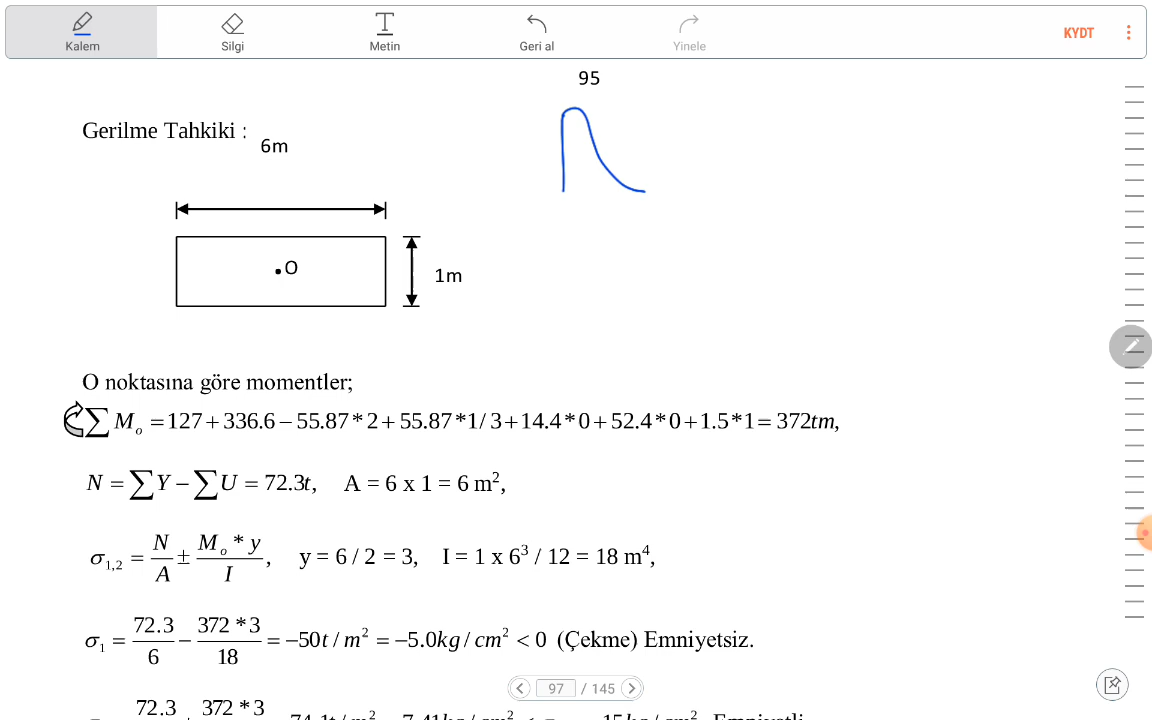 Kalem Silgi Metin Geri al Yinele KYDT
95
Gerilme Tahkiki :
6m
O
1m
O noktasına göre momentler;
∑ Mo = 127 + 336.6 − 55.87 * 2 + 55.87 * 1/ 3 + 14.4 * 0 + 52.4 * 0 + 1.5 * 1 = 372tm,
N = ∑Y − ∑U = 72.3t, A = 6 x 1 = 6 m²,
σ1,2 = N/A ± Mo * y / I, y = 6 / 2 = 3, I = 1 x 6³ / 12 = 18 m⁴,
σ1 = 72.3/6 − 372 * 3/18 = −50t / m² = −5.0kg / cm² < 0 (Çekme) Emniyetsiz.
97 / 145
72.3 372 * 3